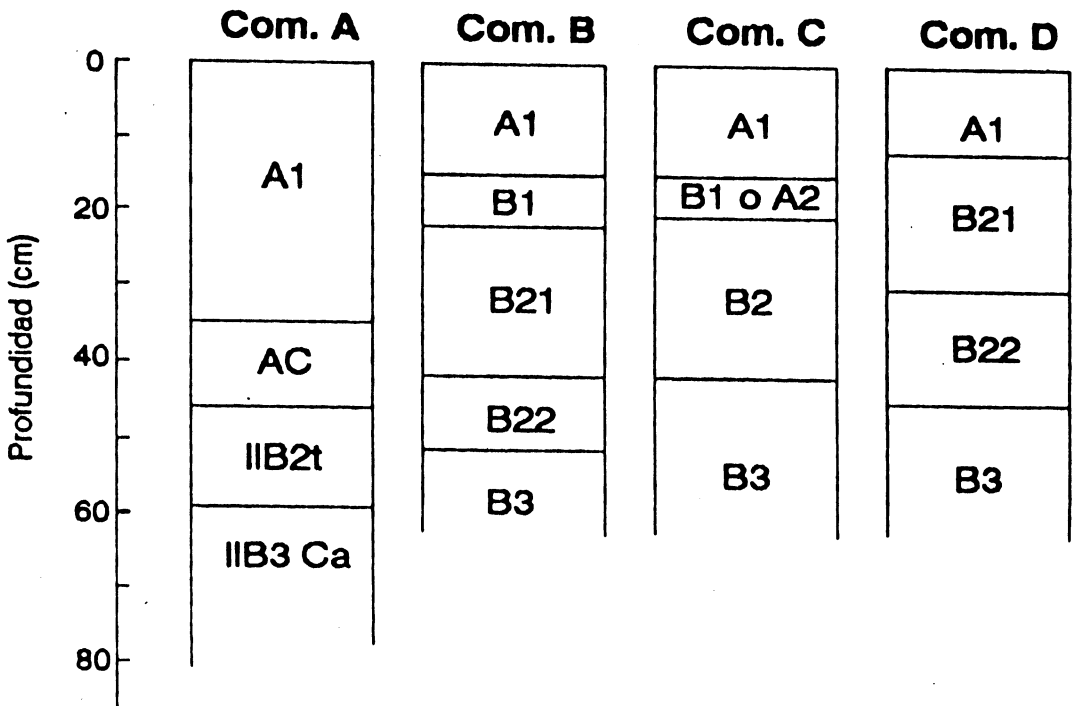 Com. A
Com. B
Com. C
Com. D
Profundidad (cm)
0
20
40
60
80
A1
AC
IIB2t
IIB3 Ca
A1
B1
B21
B22
B3
A1
B1 o A2
B2
B3
A1
B21
B22
B3